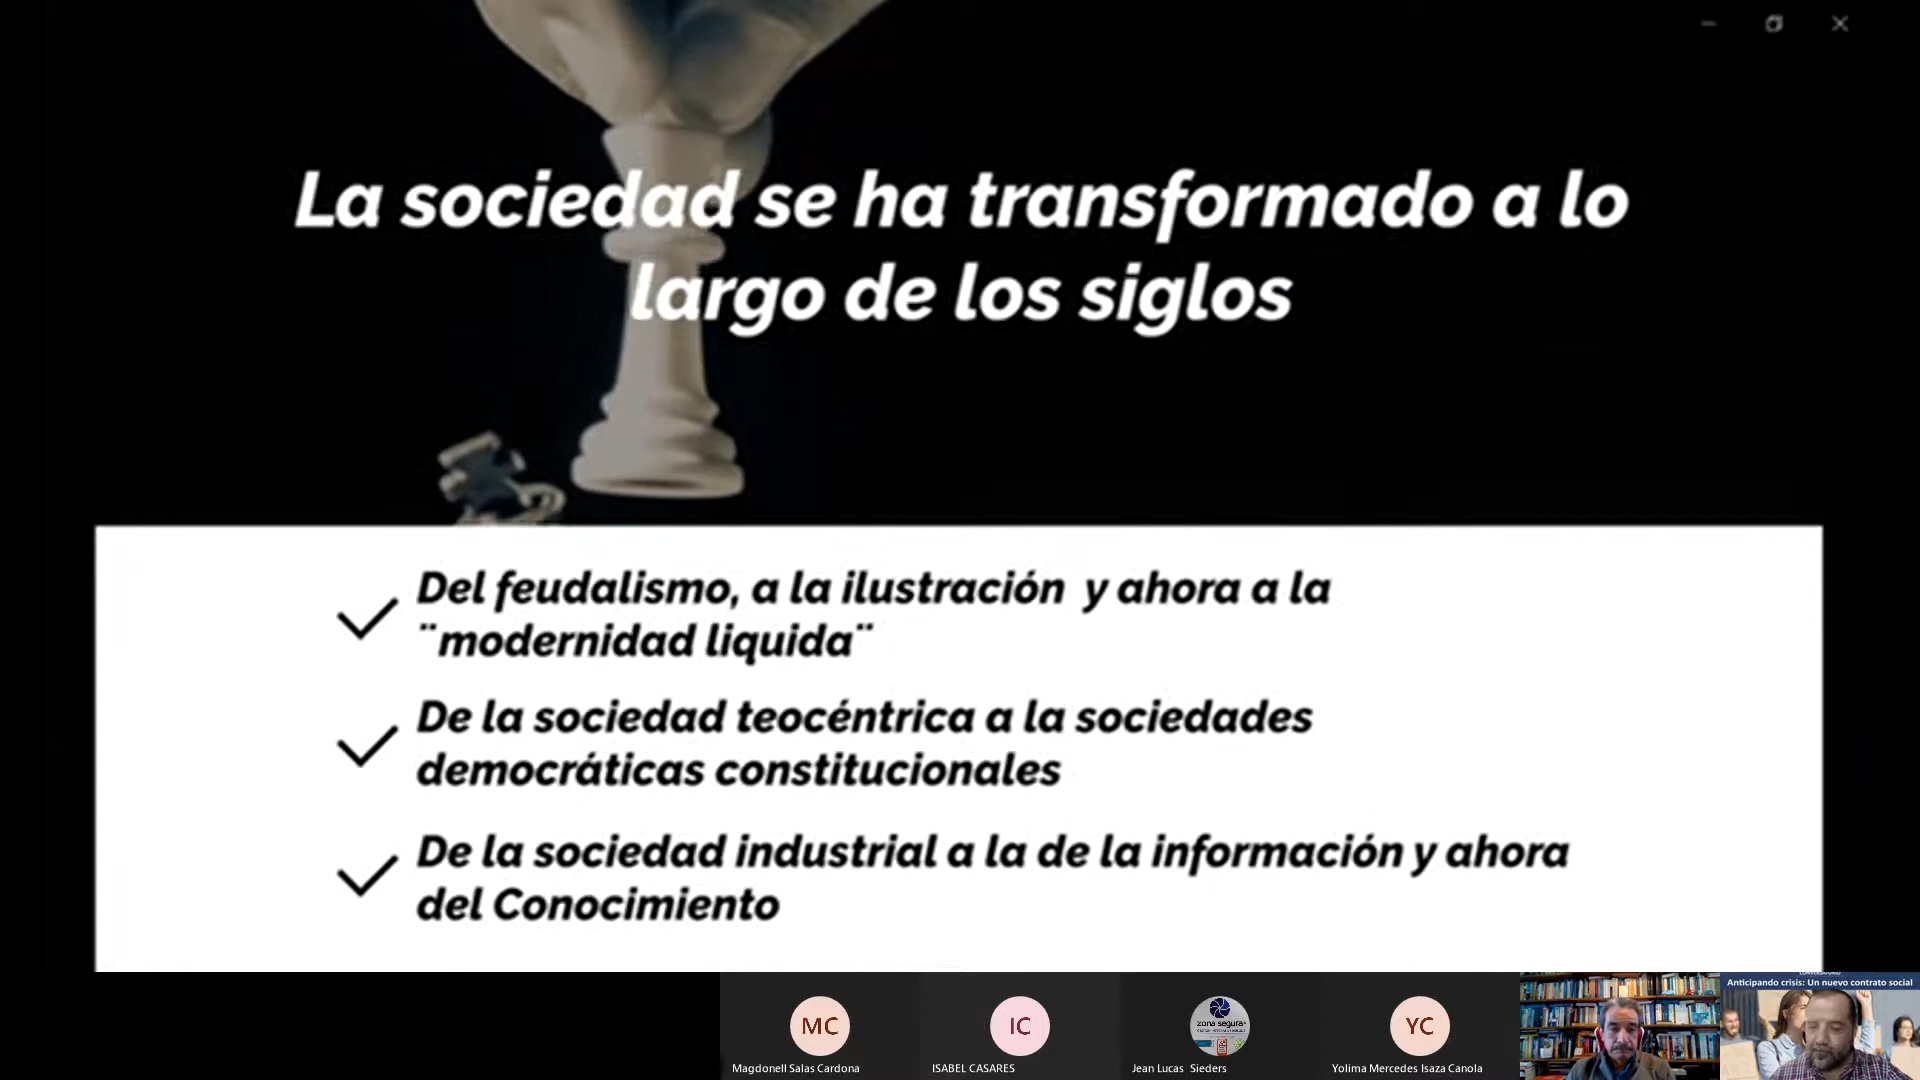 La sociedad se ha transformado a lo
largo de los siglos
Del feudalismo, a la ilustración y ahora a la
¨modernidad liquida¨
De la sociedad teocéntrica a la sociedades
democráticas constitucionales
De la sociedad industrial a la de la información y ahora
del Conocimiento
MC
IC
zona segura
YC
Magdonell Salas Cardona
ISABEL CASARES
Jean Lucas Sieders
Yolima Mercedes Isaza Canola
Anticipando crisis: Un nuevo contrato social